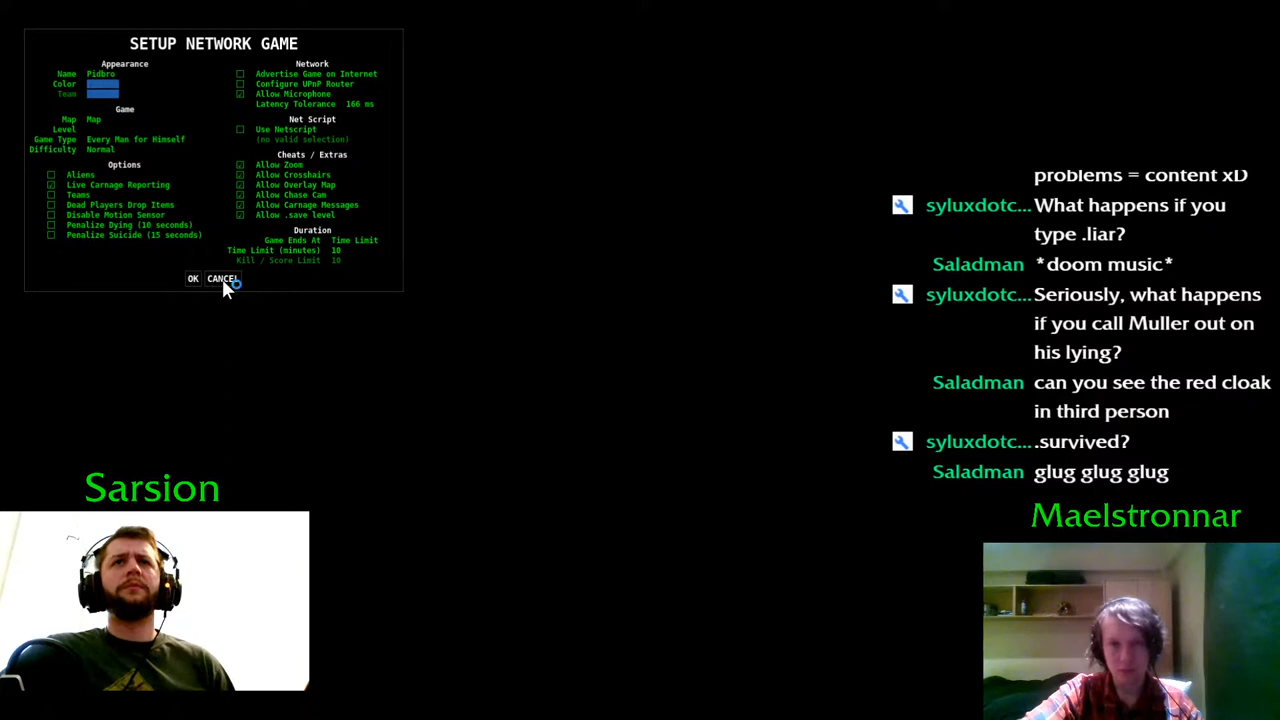 SETUP NETWORK GAME
Appearance
Name Pidbro
Color
Team
Game
Map Map
Level
Game Type Every Man for Himself
Difficulty Normal
Options
Aliens
Live Carnage Reporting
Teams
Dead Players Drop Items
Disable Motion Sensor
Penalize Dying (10 seconds)
Penalize Suicide (15 seconds)
Network
Advertise Game on Internet
Configure UPnP Router
Allow Microphone
Latency Tolerance 166 ms
Net Script
Use Netscript
(no valid selection)
Cheats / Extras
Allow Zoom
Allow Crosshairs
Allow Overlay Map
Allow Chase Cam
Allow Carnage Messages
Allow .save level
Duration
Game Ends At Time Limit
Time Limit (minutes) 10
Kill / Score Limit 10
OK CANCEL
problems = content xD
syluxdotc... What happens if you
type .liar?
Saladman *doom music*
syluxdotc... Seriously, what happens
if you call Muller out on
his lying?
Saladman can you see the red cloak
in third person
syluxdotc... .survived?
Saladman glug glug glug
Sarsion
Maelstronnar